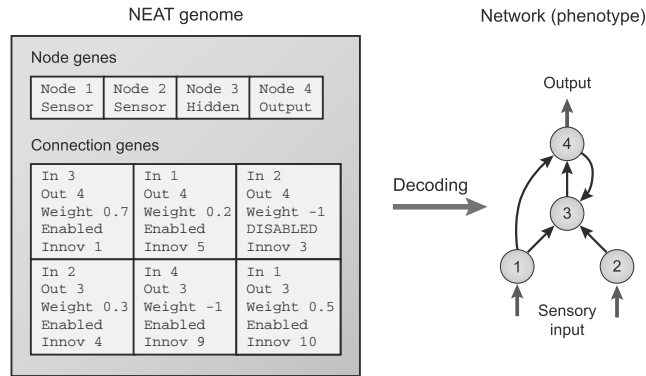 NEAT genome
Node genes
Node 1
Sensor
Node 2
Sensor
Node 3
Hidden
Node 4
Output
Connection genes
In 3
Out 4
Weight 0.7
Enabled
Innov 1
In 1
Out 4
Weight 0.2
Enabled
Innov 5
In 2
Out 4
Weight -1
DISABLED
Innov 3
In 2
Out 3
Weight 0.3
Enabled
Innov 4
In 4
Out 3
Weight -1
Enabled
Innov 9
In 1
Out 3
Weight 0.5
Enabled
Innov 10
Decoding
Network (phenotype)
Output
4
3
1
2
Sensory
input